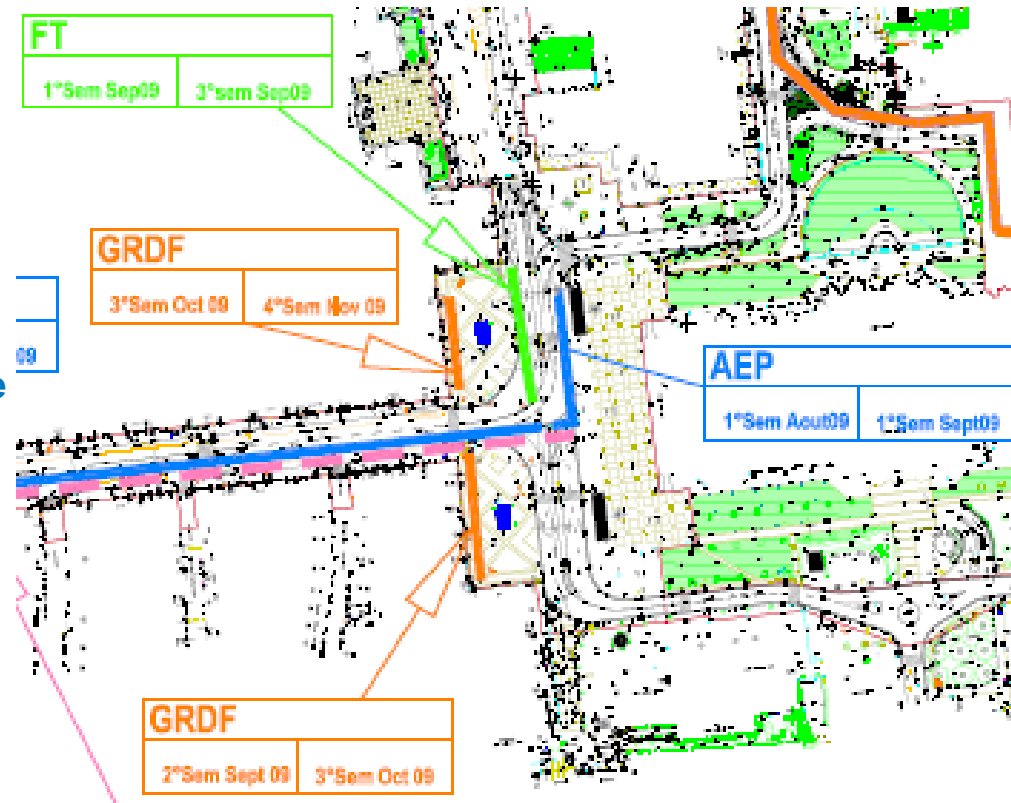 FT
1°Sem Sep09 3°sem Sep09
GRDF
3°Sem Oct 09 4°Sem Nov 09
09
e
AEP
1°Sem Aout09 1°Sem Sept09
GRDF
2°Sem Sept 09 3°Sem Oct 09